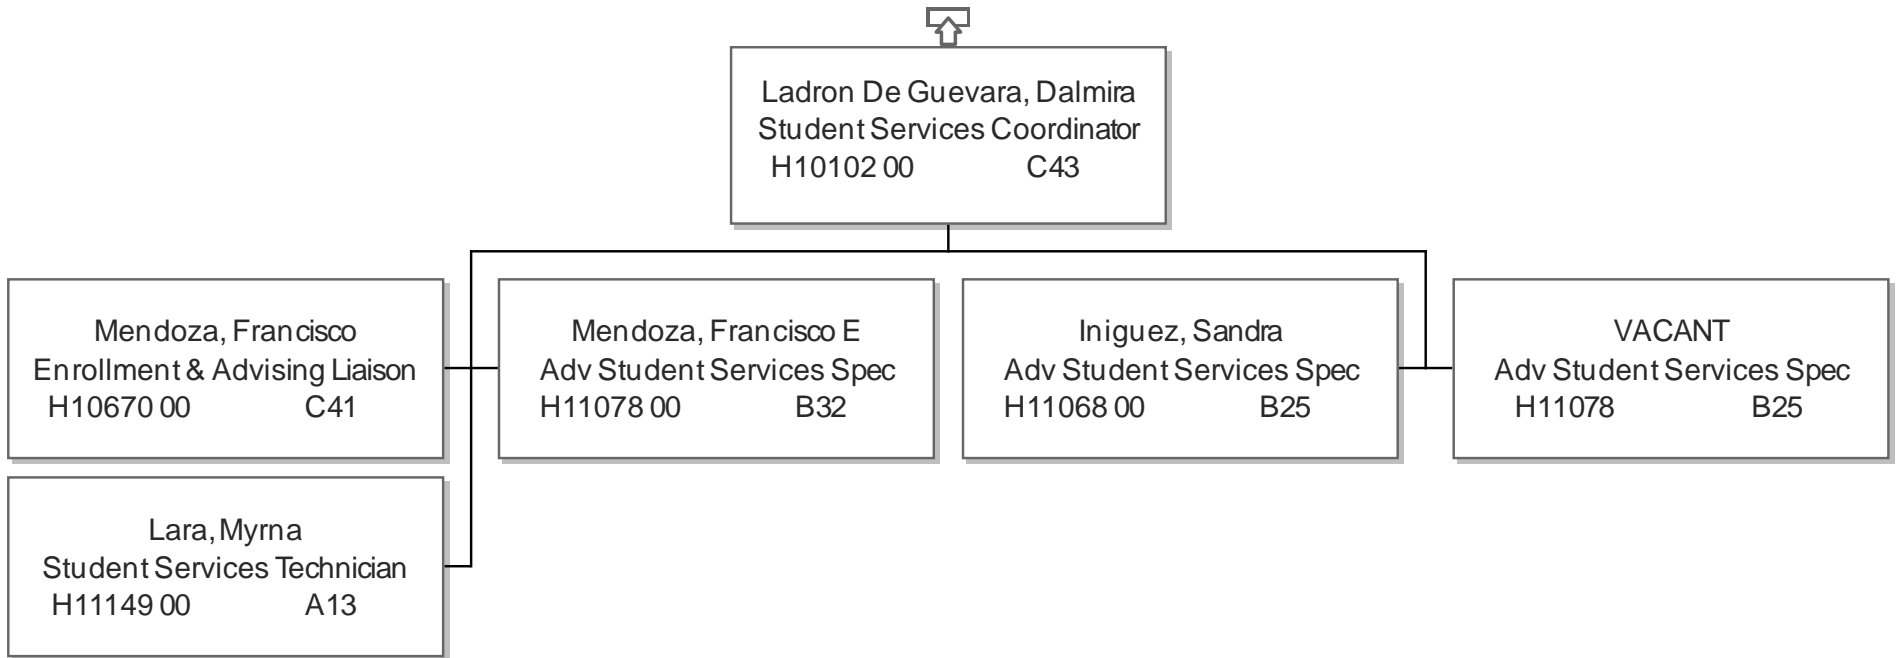 Ladron De Guevara, Dalmira
Student Services Coordinator
H10102 00 C43
Mendoza, Francisco
Enrollment & Advising Liaison
H10670 00 C41
Mendoza, Francisco E
Adv Student Services Spec
H11078 00 B32
Iniguez, Sandra
Adv Student Services Spec
H11068 00 B25
VACANT
Adv Student Services Spec
H11078 B25
Lara, Myrna
Student Services Technician
H11149 00 A13